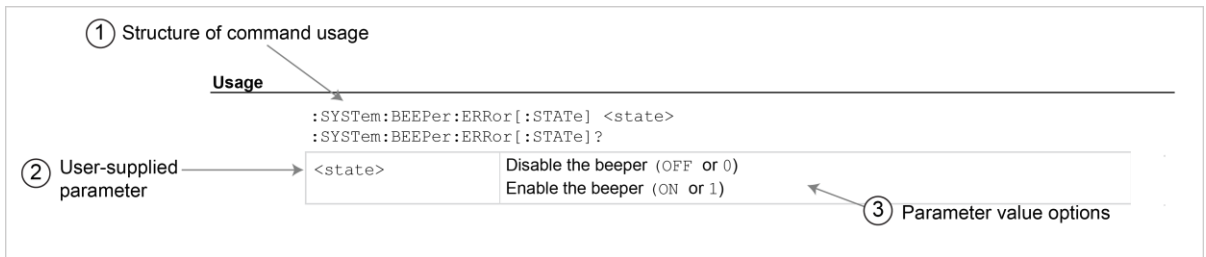 1 Structure of command usage
Usage
:SYSTem:BEEPer:ERRor[:STATe] <state>
:SYSTem:BEEPer:ERRor[:STATe]?
2 User-supplied
parameter
<state>
Disable the beeper (OFF or 0)
Enable the beeper (ON or 1)
3 Parameter value options